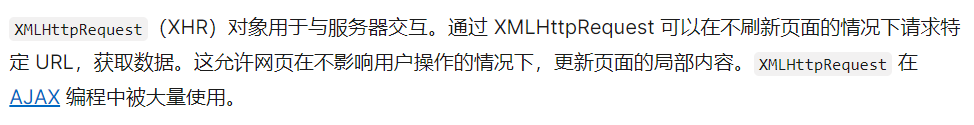 XMLHttpRequest（XHR）对象用于与服务器交互。通过 XMLHttpRequest 可以在不刷新页面的情况下请求特
定 URL，获取数据。这允许网页在不影响用户操作的情况下，更新页面的局部内容。XMLHttpRequest 在
AJAX 编程中被大量使用。